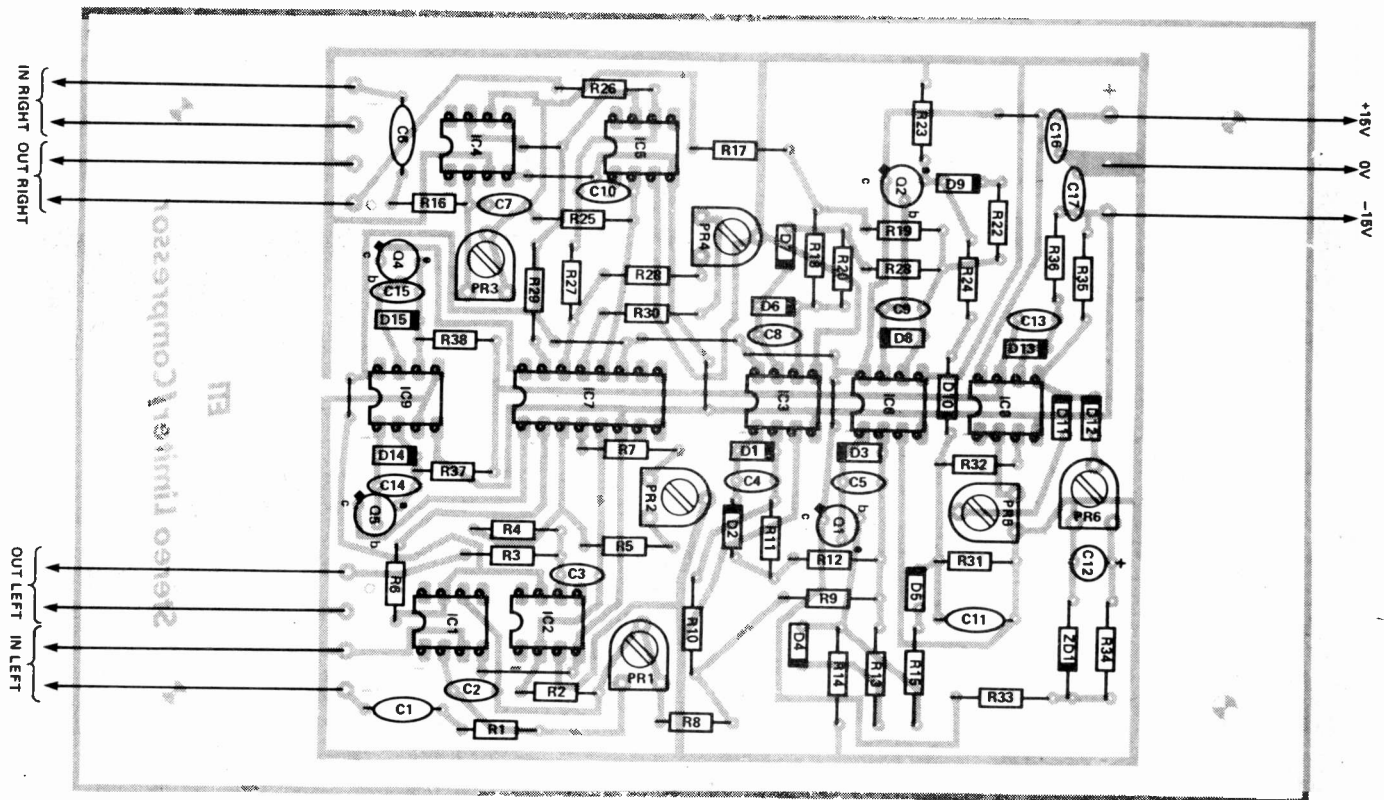 IN RIGHT
OUT RIGHT
OUT LEFT
IN LEFT
+15V
0V
-15V
Stereo Limiter/Compressor
ETI
R26
C6
IC4
IC5
R17
R23
C16
+
R16
C7
C10
R25
Q2
c
e
b
D9
C17
R22
PR4
D7
R18
R20
R19
R28
R24
R36
R35
Q4
c
e
b
C15
PR3
R29
R27
R28
R30
D15
R38
D6
C8
C9
D8
C13
D13
IC9
IC7
IC3
IC6
D10
IC8
D11
D12
D14
R37
R7
D1
D3
R32
C14
C4
C5
Q5
c
e
b
PR2
D2
R11
Q1
c
b
e
PR6
R4
R3
R5
R12
R31
C12
+
R6
C3
R9
D5
IC1
IC2
R10
C11
PR1
D4
R14
R13
R15
ZD1
R34
C2
R2
C1
R1
R8
R33